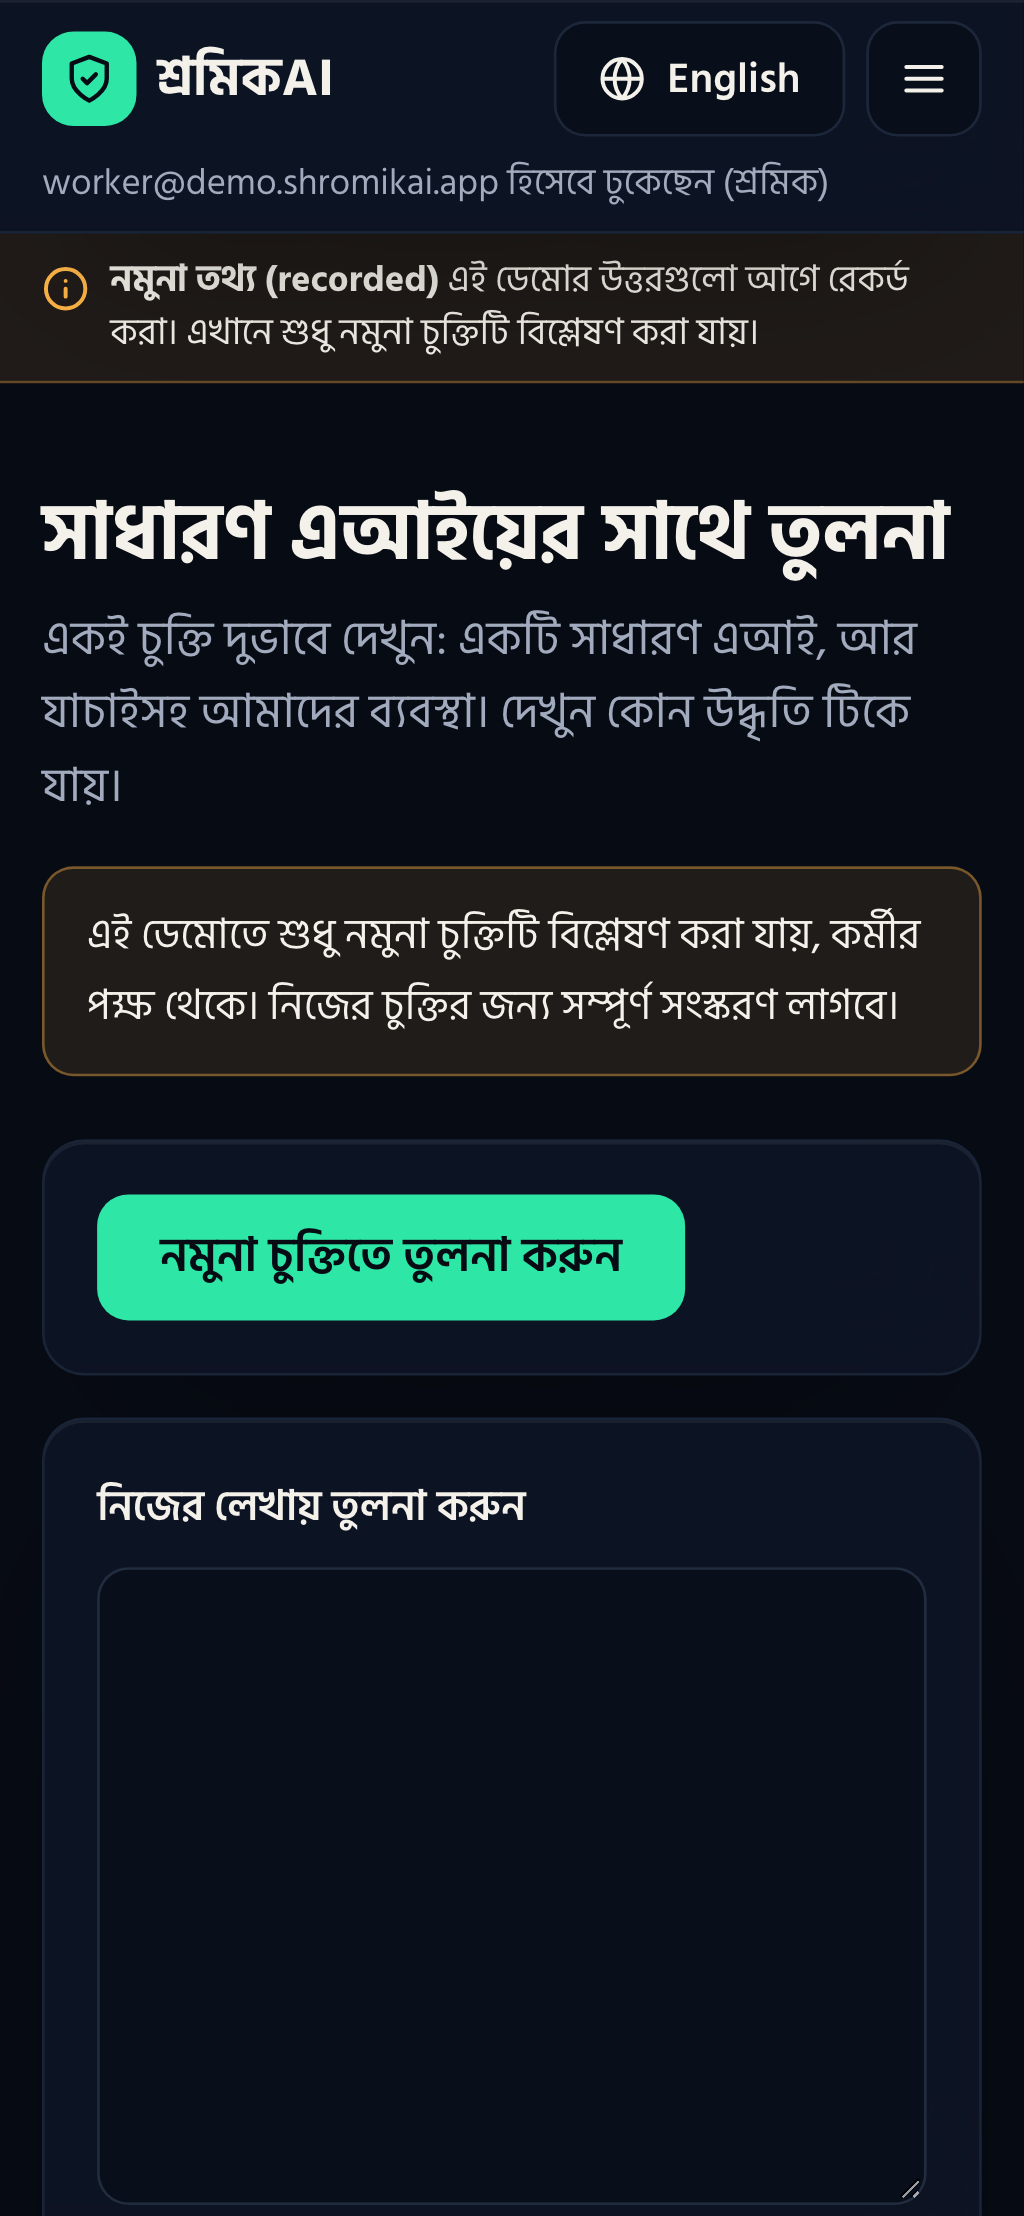 শ্রমিকAI
English
worker@demo.shromikai.app হিসেবে ঢুকেছেন (শ্রমিক)
নমুনা তথ্য (recorded) এই ডেমোর উত্তরগুলো আগে রেকর্ড
করা। এখানে শুধু নমুনা চুক্তিটি বিশ্লেষণ করা যায়।
সাধারণ এআইয়ের সাথে তুলনা
একই চুক্তি দুভাবে দেখুন: একটি সাধারণ এআই, আর
যাচাইসহ আমাদের ব্যবস্থা। দেখুন কোন উদ্ধৃতি টিকে
যায়।
এই ডেমোতে শুধু নমুনা চুক্তিটি বিশ্লেষণ করা যায়, কর্মীর
পক্ষ থেকে। নিজের চুক্তির জন্য সম্পূর্ণ সংস্করণ লাগবে।
নমুনা চুক্তিতে তুলনা করুন
নিজের লেখায় তুলনা করুন